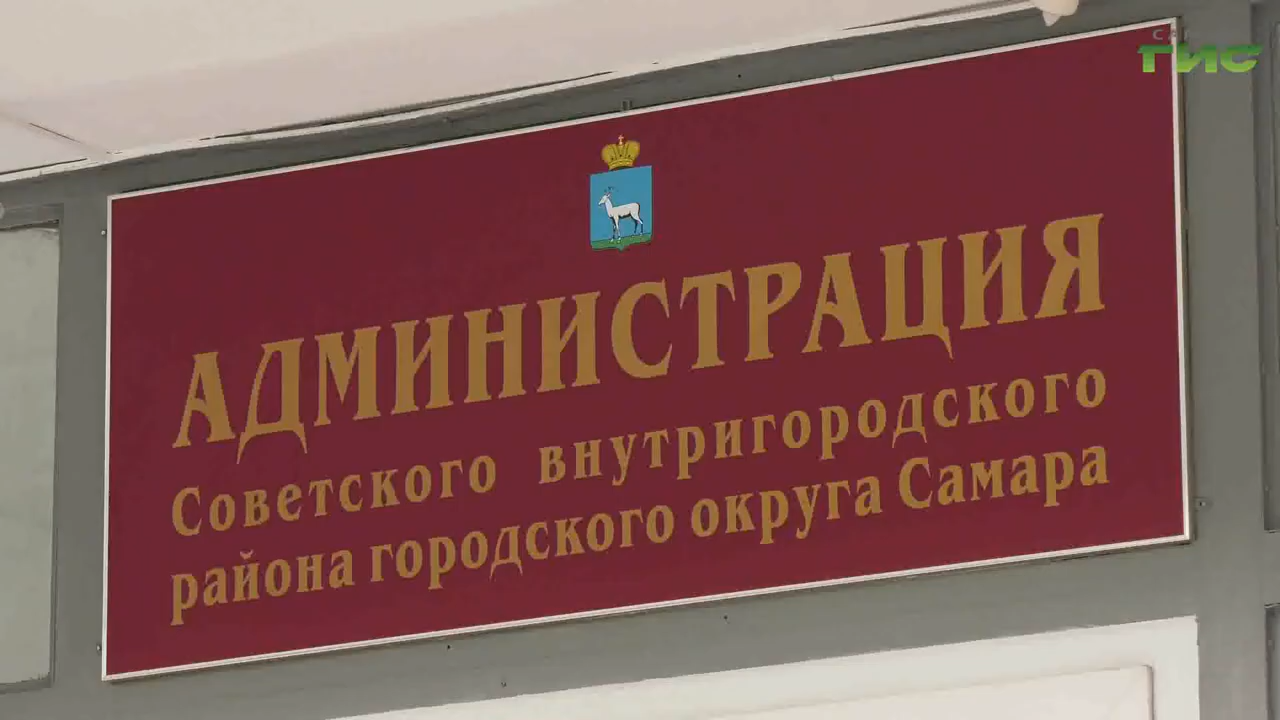 ГИС
АДМИНИСТРАЦИЯ
Советского внутригородского
района городского округа Самара